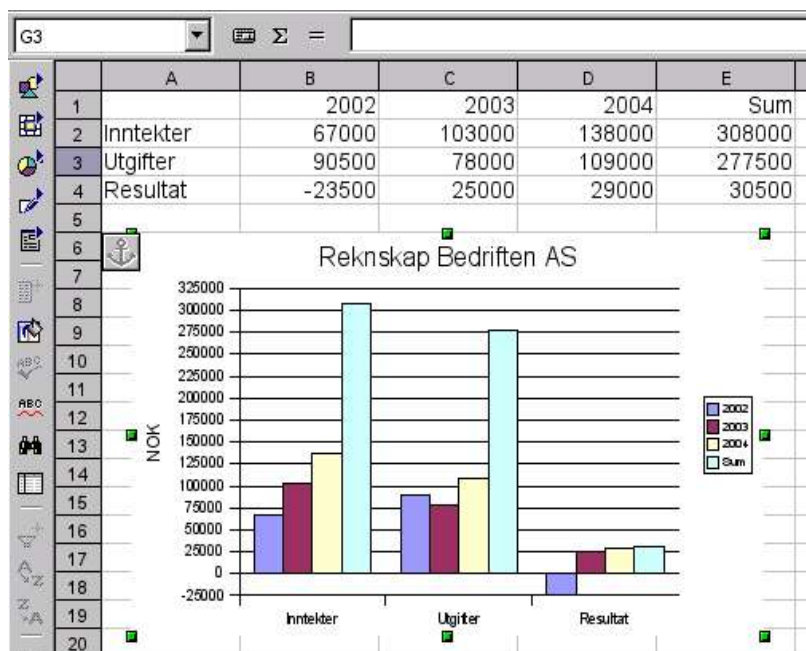 G3 Σ =
A B C D E
1 2002 2003 2004 Sum
2 Inntekter 67000 103000 138000 308000
3 Utgifter 90500 78000 109000 277500
4 Resultat -23500 25000 29000 30500
5
6
7
8
9
10
11
12
13
14
15
16
17
18
19
20
ABC
ABC
A Z
Z A
Reknskap Bedriften AS
325000
300000
275000
250000
225000
200000
175000
150000
125000
100000
75000
50000
25000
0
-25000
NOK
Inntekter Utgifter Resultat
2002
2003
2004
Sum